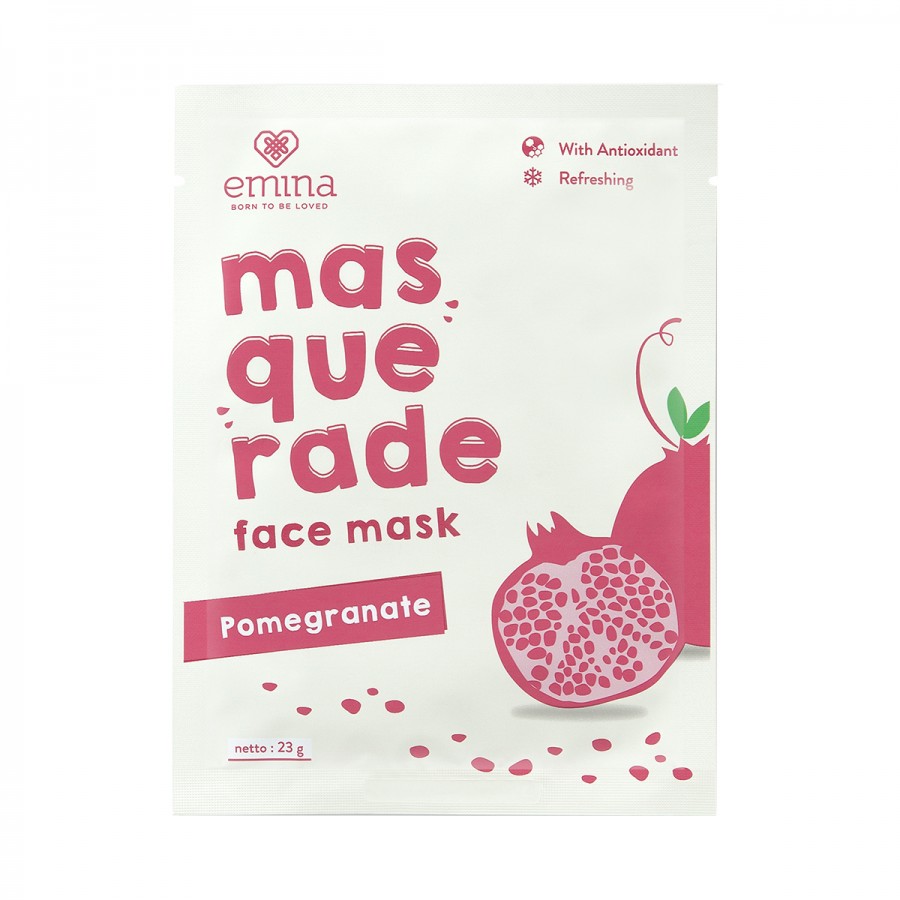 emina
BORN TO BE LOVED
With Antioxidant
Refreshing
mas
que
rade
face mask
Pomegranate
netto : 23 g